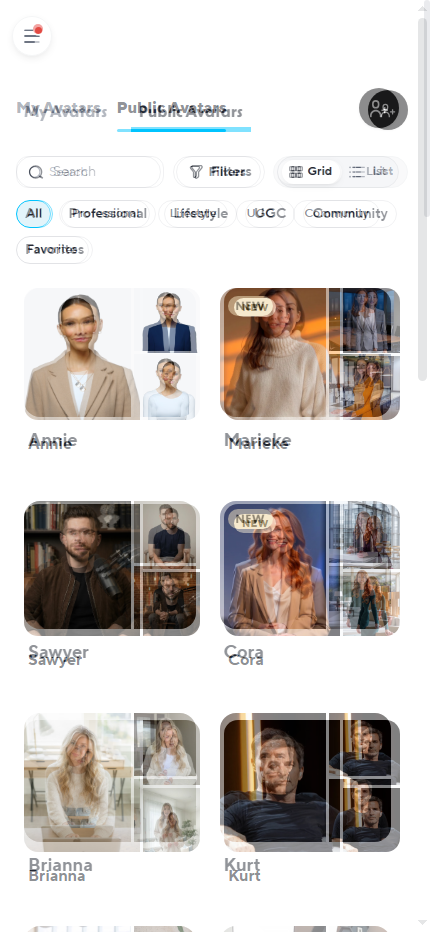 My Avatars Public Avatars
Search Filters Grid List
All Professional Lifestyle UGC Community
Favorites
NEW
Annie Marieke
NEW
Sawyer Cora
Brianna Kurt